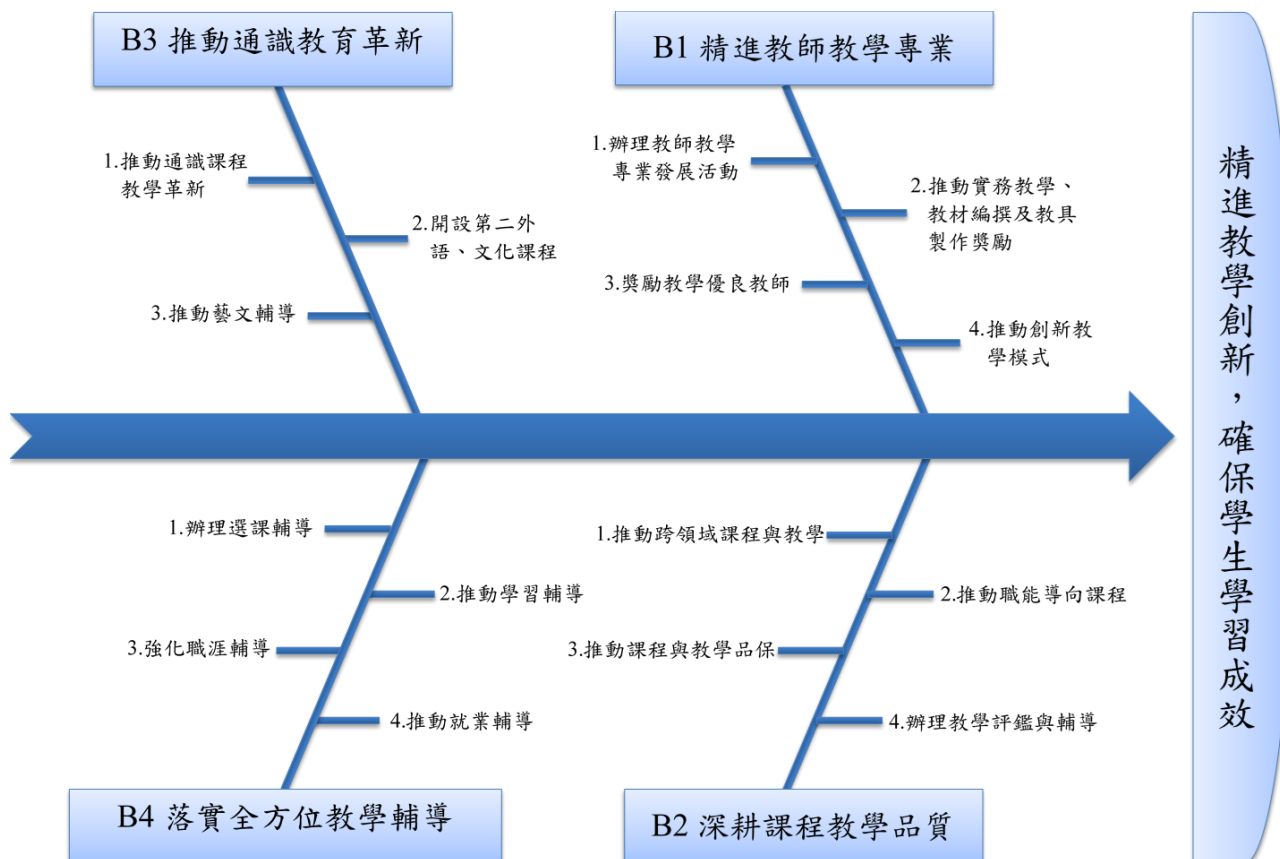 B3 推動通識教育革新
1.推動通識課程
教學革新
2.開設第二外
語、文化課程
3.推動藝文輔導
B1 精進教師教學專業
1.辦理教師教學
專業發展活動
2.推動實務教學、
教材編撰及教具
製作獎勵
3.獎勵教學優良教師
4.推動創新教
學模式
1.辦理選課輔導
2.推動學習輔導
3.強化職涯輔導
4.推動就業輔導
B4 落實全方位教學輔導
1.推動跨領域課程與教學
2.推動職能導向課程
3.推動課程與教學品保
4.辦理教學評鑑與輔導
B2 深耕課程教學品質
精進教學創新，確保學生學習成效